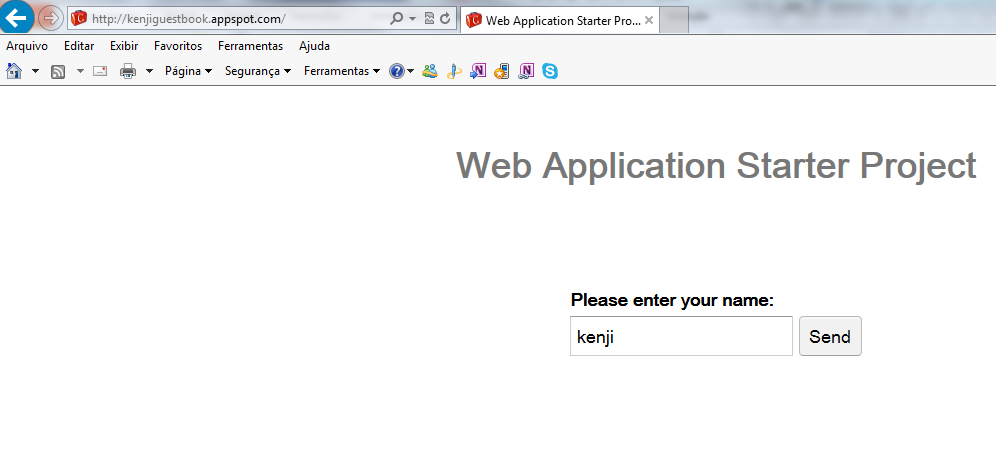 http://kenjiguestbook.appspot.com/
Web Application Starter Pro...
Arquivo Editar Exibir Favoritos Ferramentas Ajuda
Página Segurança Ferramentas
Web Application Starter Project
Please enter your name:
kenji Send